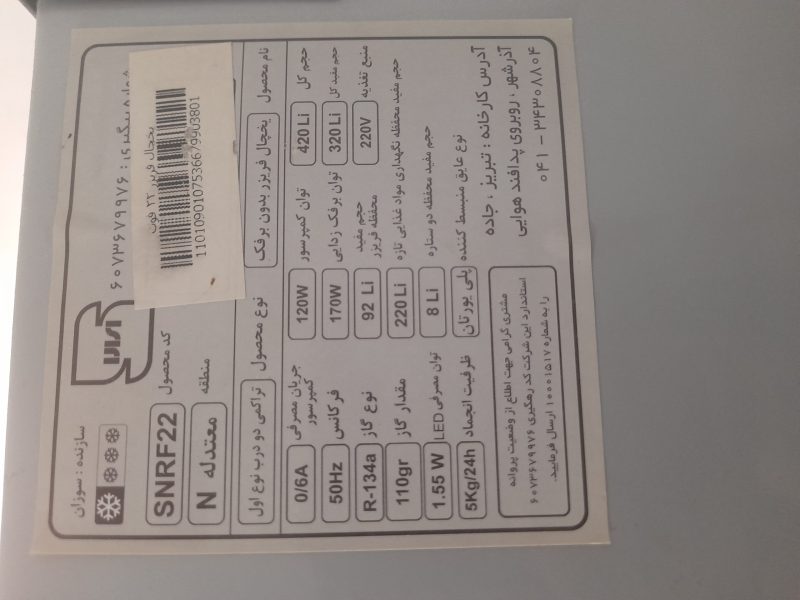 سازنده : سوزان
کد محصول SNRF22
منطقه معتدله N
یخچال فریزر ۲۲ فوت
1101090107536679903801
۶۰۷۳۶۷۹۹۷۶
نام محصول یخچال فریزر بدون برفک
نوع محصول تراکمی دو درب نوع اول
حجم کل 420 Li توان کمپرسور 120W جریان مصرفی کمپرسور 0/6A
حجم مفید کل 320 Li توان برفک زدایی 170W فرکانس 50Hz
منبع تغذیه 220V حجم مفید محفظه فریزر 92 Li نوع گاز R-134a
حجم مفید محفظه نگهداری مواد غذایی تازه 220 Li مقدار گاز 110gr
حجم مفید محفظه دو ستاره 8 Li توان مصرفی LED 1.55 W
نوع عایق منبسط کننده پلی یورتان ظرفیت انجماد 5Kg/24h
آدرس کارخانه : تبریز ، جاده
آذرشهر ، روبروی پدافند هوایی
۰۴۱ - ۳۴۳۰۸۸۰۴
مشتری گرامی جهت اطلاع از وضعیت پروانه
استاندارد این شرکت کد رهگیری ۶۰۷۳۶۷۹۹۷۶
را به شماره ۱۰۰۰۱۵۱۷ ارسال فرمایید.